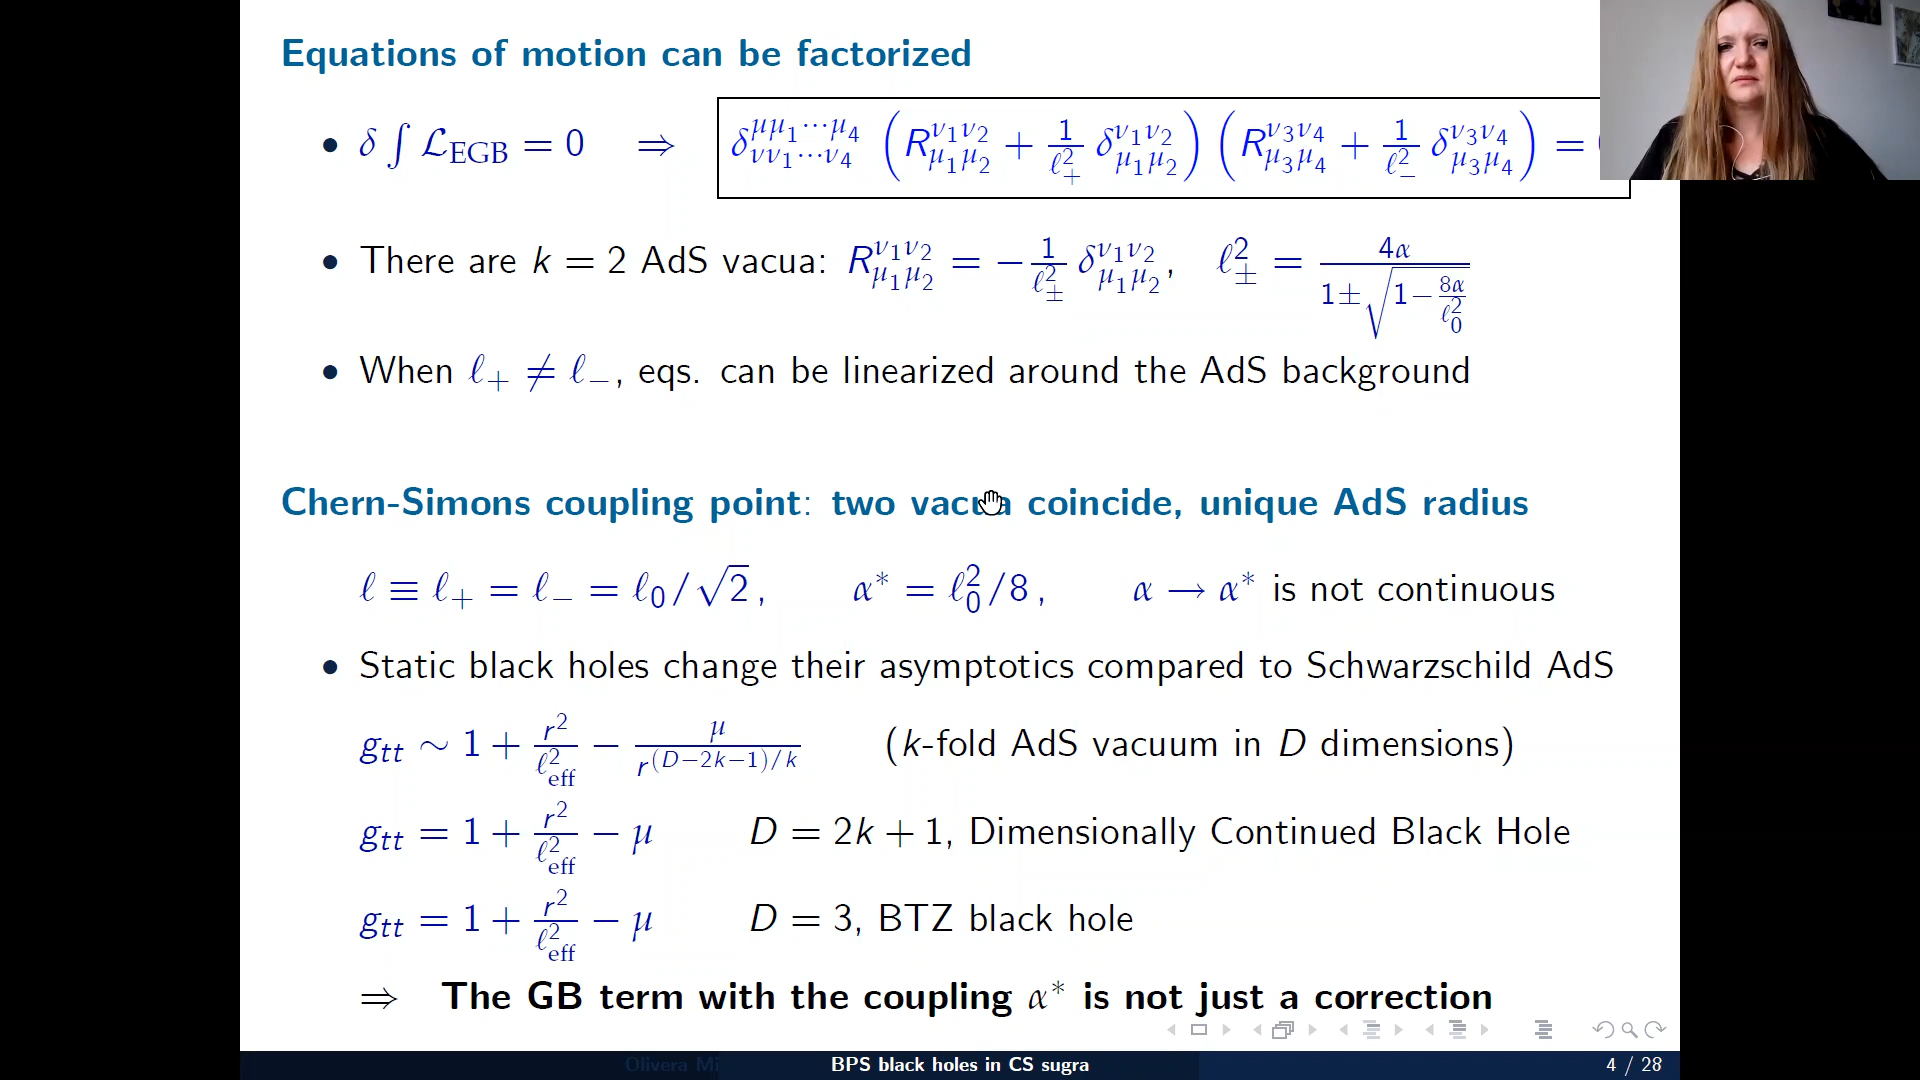 Equations of motion can be factorized
• δ ∫ ℒ_EGB = 0 ⇒ δ^{μμ₁⋯μ₄}_{νν₁⋯ν₄} (R^{ν₁ν₂}_{μ₁μ₂} + 1/ℓ₊² δ^{ν₁ν₂}_{μ₁μ₂}) (R^{ν₃ν₄}_{μ₃μ₄} + 1/ℓ₋² δ^{ν₃ν₄}_{μ₃μ₄}) =
• There are k = 2 AdS vacua: R^{ν₁ν₂}_{μ₁μ₂} = −1/ℓ±² δ^{ν₁ν₂}_{μ₁μ₂}, ℓ±² = 4α/(1±√(1−8α/ℓ₀²))
• When ℓ₊ ≠ ℓ₋, eqs. can be linearized around the AdS background
Chern-Simons coupling point: two vacua coincide, unique AdS radius
ℓ ≡ ℓ₊ = ℓ₋ = ℓ₀/√2, α* = ℓ₀²/8, α → α* is not continuous
• Static black holes change their asymptotics compared to Schwarzschild AdS
g_tt ∼ 1 + r²/ℓ²_eff − μ/r^{(D−2k−1)/k} (k-fold AdS vacuum in D dimensions)
g_tt = 1 + r²/ℓ²_eff − μ D = 2k + 1, Dimensionally Continued Black Hole
g_tt = 1 + r²/ℓ²_eff − μ D = 3, BTZ black hole
⇒ The GB term with the coupling α* is not just a correction
Olivera Mi BPS black holes in CS sugra 4 / 28